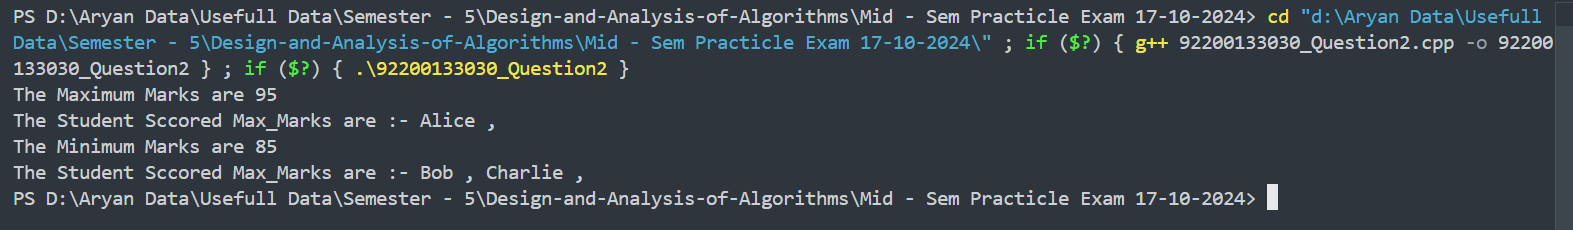 PS D:\Aryan Data\Usefull Data\Semester - 5\Design-and-Analysis-of-Algorithms\Mid - Sem Practicle Exam 17-10-2024> cd "d:\Aryan Data\Usefull
Data\Semester - 5\Design-and-Analysis-of-Algorithms\Mid - Sem Practicle Exam 17-10-2024\" ; if ($?) { g++ 92200133030_Question2.cpp -o 92200
133030_Question2 } ; if ($?) { .\92200133030_Question2 }
The Maximum Marks are 95
The Student Sccored Max_Marks are :- Alice ,
The Minimum Marks are 85
The Student Sccored Max_Marks are :- Bob , Charlie ,
PS D:\Aryan Data\Usefull Data\Semester - 5\Design-and-Analysis-of-Algorithms\Mid - Sem Practicle Exam 17-10-2024>